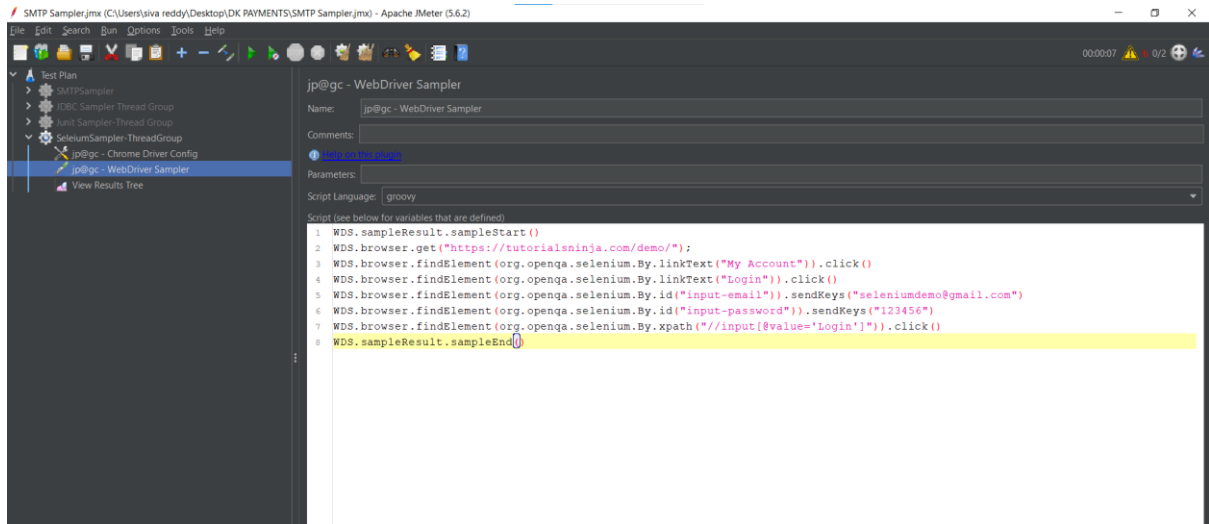 SMTP Sampler.jmx (C:\Users\siva reddy\Desktop\DK PAYMENTS\SMTP Sampler.jmx) - Apache JMeter (5.6.2)
File Edit Search Run Options Tools Help
00:00:07 0/2
Test Plan
SMTPSampler
JDBC Sampler Thread Group
Junit Sampler-Thread Group
SeleiumSampler-ThreadGroup
jp@gc - Chrome Driver Config
jp@gc - WebDriver Sampler
View Results Tree
jp@gc - WebDriver Sampler
Name: jp@gc - WebDriver Sampler
Comments:
Help on this plugin
Parameters:
Script Language: groovy
Script (see below for variables that are defined)
1 WDS.sampleResult.sampleStart()
2 WDS.browser.get("https://tutorialsninja.com/demo/");
3 WDS.browser.findElement(org.openqa.selenium.By.linkText("My Account")).click()
4 WDS.browser.findElement(org.openqa.selenium.By.linkText("Login")).click()
5 WDS.browser.findElement(org.openqa.selenium.By.id("input-email")).sendKeys("seleniumdemo@gmail.com")
6 WDS.browser.findElement(org.openqa.selenium.By.id("input-password")).sendKeys("123456")
7 WDS.browser.findElement(org.openqa.selenium.By.xpath("//input[@value='Login']")).click()
8 WDS.sampleResult.sampleEnd()